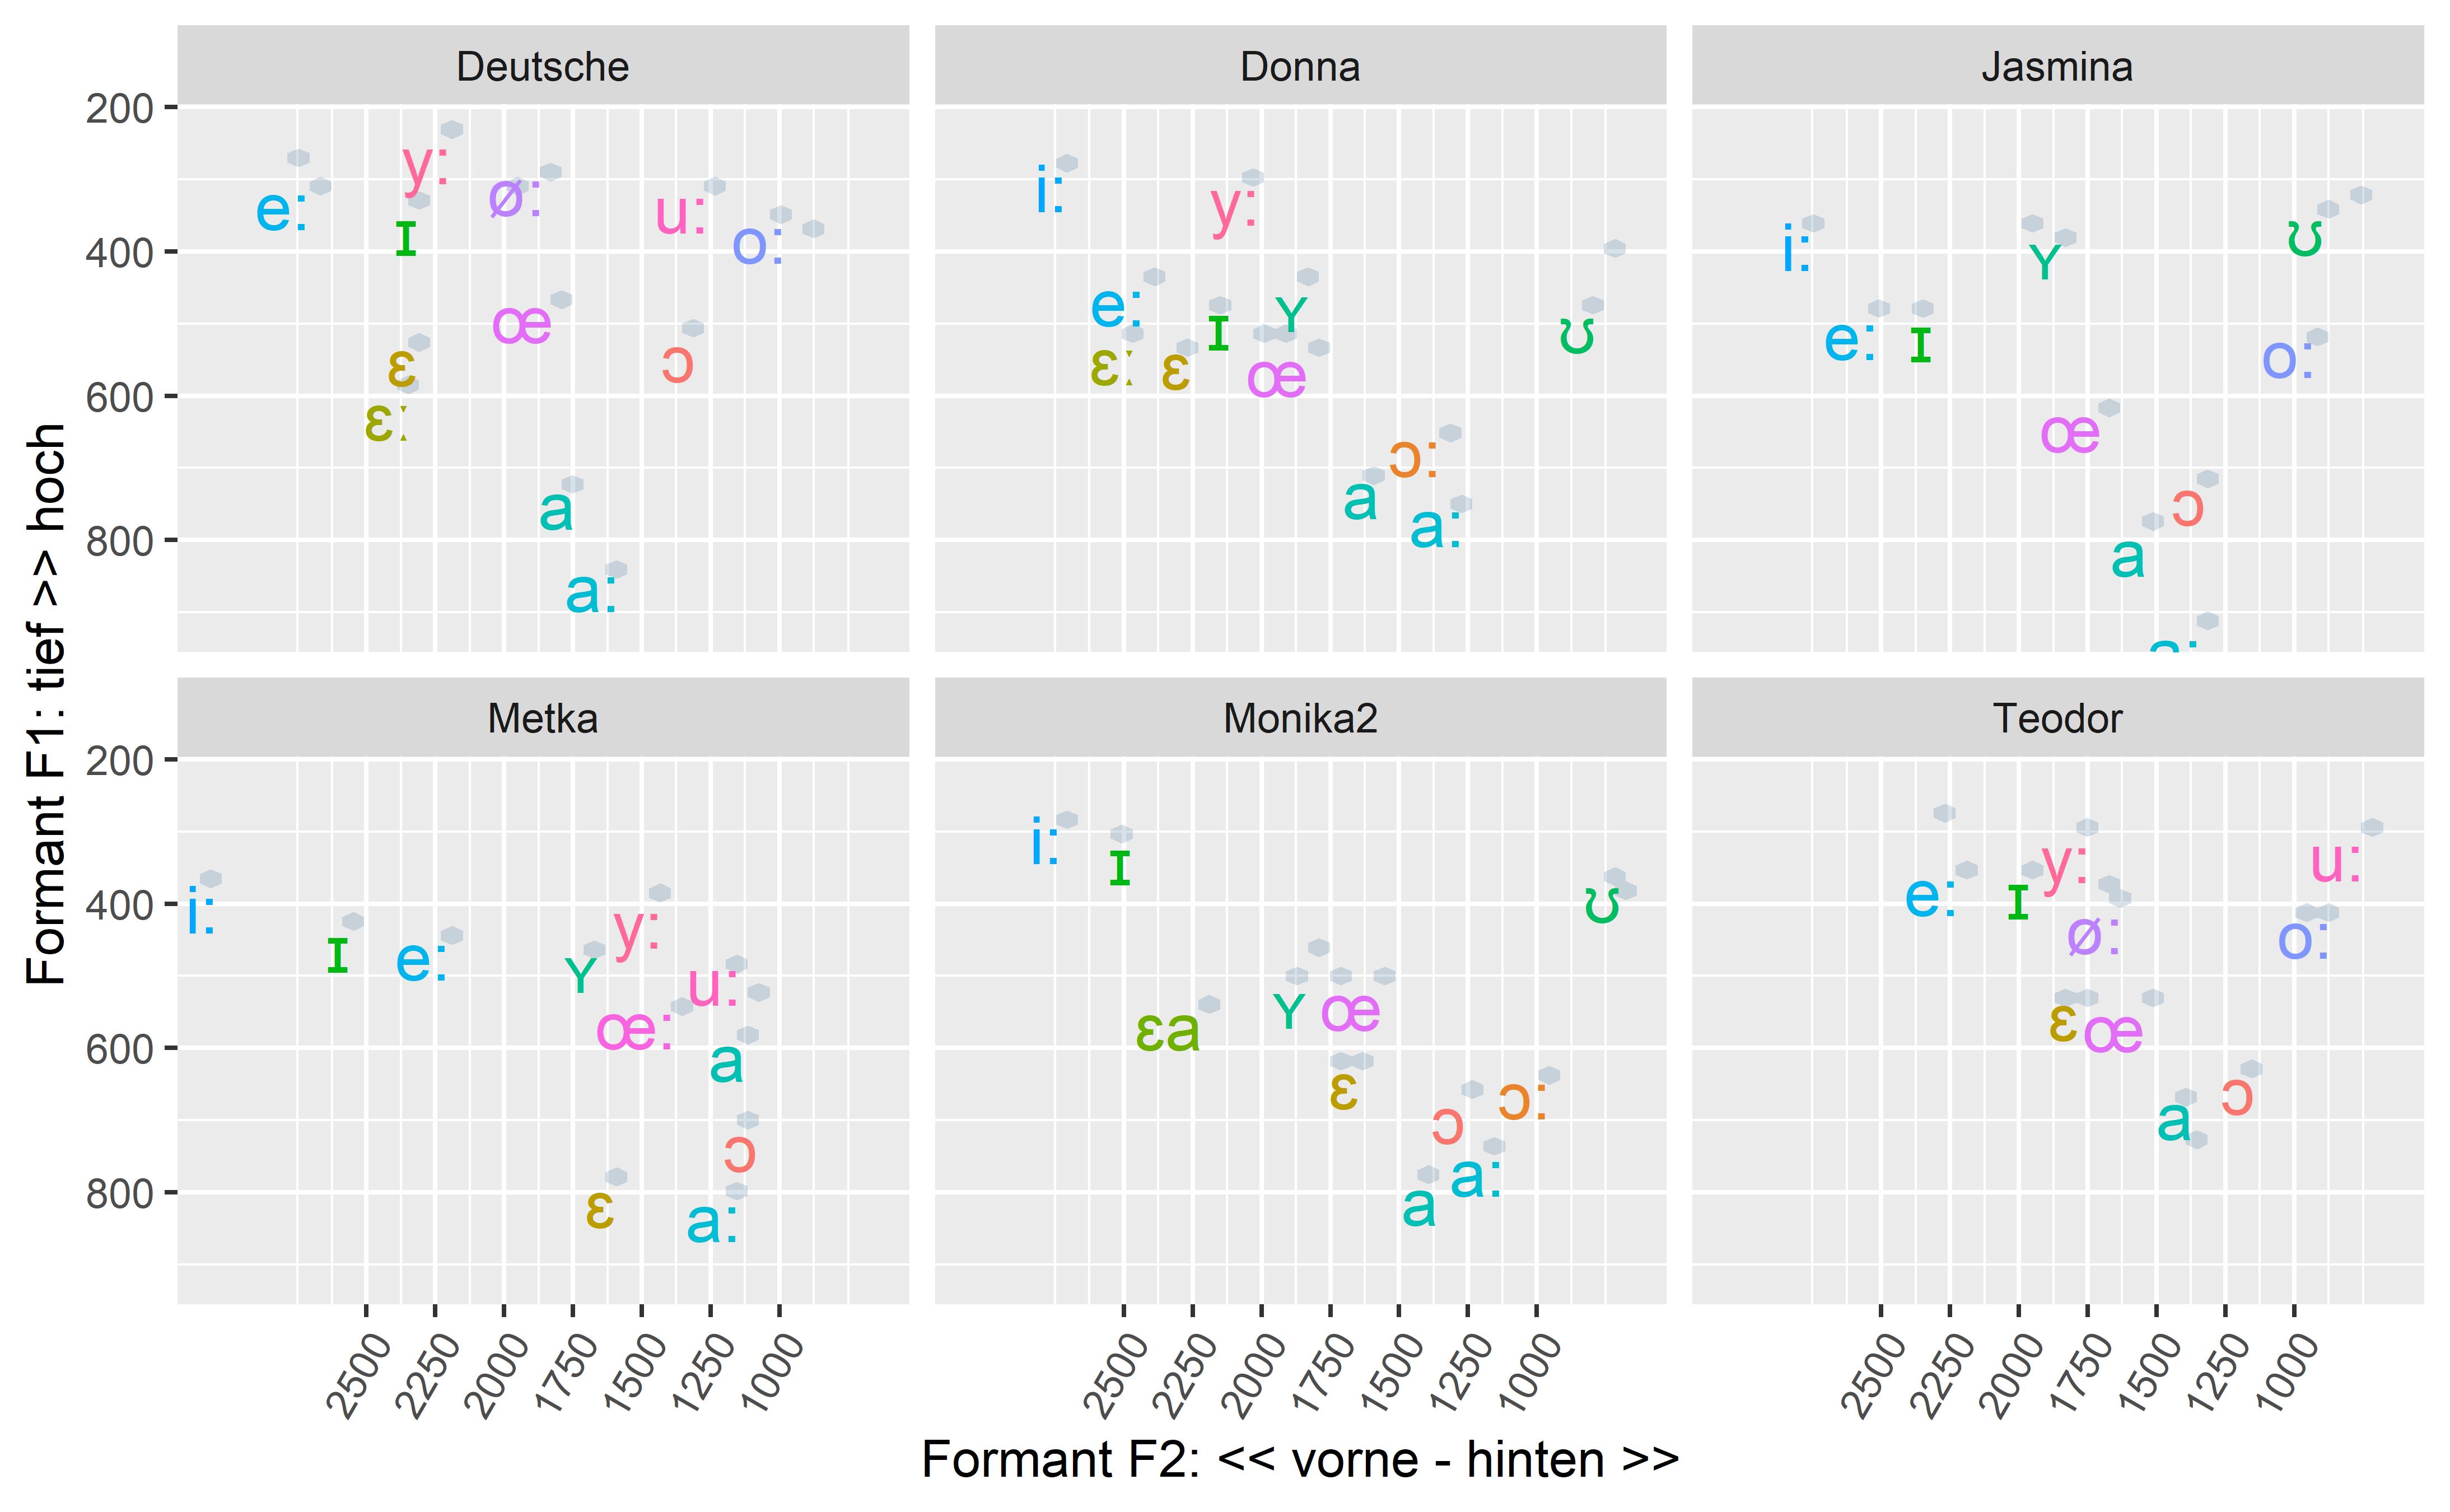 Deutsche
Donna
Jasmina
200
400
600
800
e:
y:
ɪ
ø:
u:
o:
œ
ɛ
ɔ
ɛː
a
a:
i:
y:
e:
ɪ
ʏ
ʊ
ɛː
ɛ
œ
ɔ:
a
a:
i:
ʏ
ʊ
e:
ɪ
o:
œ
ɔ
a
a:
Metka
Monika2
Teodor
200
400
600
800
i:
ɪ
e:
ʏ
y:
u:
œ:
a
ɔ
ɛ
a:
i:
ɪ
ʊ
ɛa
ʏ
œ
ɛ
ɔ
ɔ:
a
a:
e:
ɪ
y:
u:
ø:
o:
ɛ
œ
a
ɔ
2500
2250
2000
1750
1500
1250
1000
2500
2250
2000
1750
1500
1250
1000
2500
2250
2000
1750
1500
1250
1000
Formant F2: << vorne - hinten >>
Formant F1: tief >> hoch